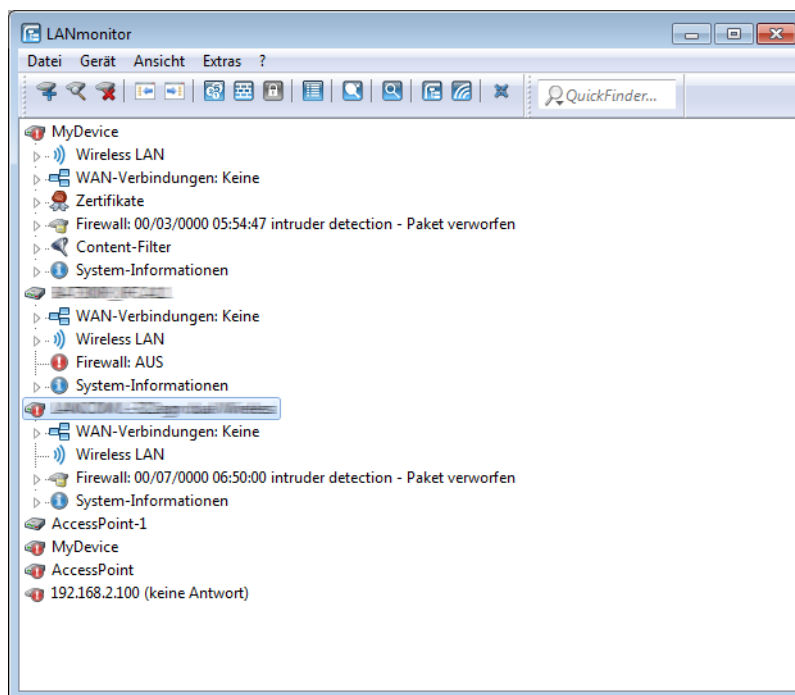 LANmonitor
Datei Gerät Ansicht Extras ?
QuickFinder...
MyDevice
Wireless LAN
WAN-Verbindungen: Keine
Zertifikate
Firewall: 00/03/0000 05:54:47 intruder detection - Paket verworfen
Content-Filter
System-Informationen
WAN-Verbindungen: Keine
Wireless LAN
Firewall: AUS
System-Informationen
WAN-Verbindungen: Keine
Wireless LAN
Firewall: 00/07/0000 06:50:00 intruder detection - Paket verworfen
System-Informationen
AccessPoint-1
MyDevice
AccessPoint
192.168.2.100 (keine Antwort)